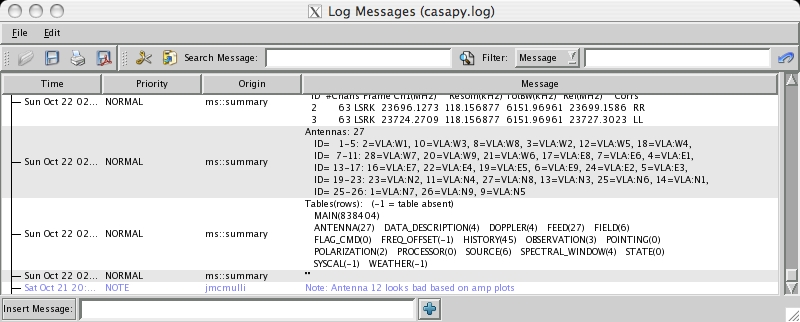 Log Messages (casapy.log)
File Edit
Search Message: Filter: Message
Time Priority Origin Message
ID #Chans Frame Ch1(MHz) Resoln(kHz) TotBW(kHz) Ref(MHz) Corrs
Sun Oct 22 02... NORMAL ms::summary
2 63 LSRK 23696.1273 118.156877 6151.96961 23699.1586 RR
3 63 LSRK 23724.2709 118.156877 6151.96961 23727.3023 LL
Sun Oct 22 02... NORMAL ms::summary
Antennas: 27
ID= 1-5: 2=VLA:W1, 10=VLA:W3, 8=VLA:W8, 3=VLA:W2, 12=VLA:W5, 18=VLA:W4,
ID= 7-11: 28=VLA:W7, 20=VLA:W9, 21=VLA:W6, 17=VLA:E8, 7=VLA:E6, 4=VLA:E1,
ID= 13-17: 16=VLA:E7, 22=VLA:E4, 19=VLA:E5, 6=VLA:E9, 24=VLA:E2, 5=VLA:E3,
ID= 19-23: 23=VLA:N2, 11=VLA:N4, 27=VLA:N8, 13=VLA:N3, 25=VLA:N6, 14=VLA:N1,
ID= 25-26: 1=VLA:N7, 26=VLA:N9, 9=VLA:N5
Sun Oct 22 02... NORMAL ms::summary
Tables(rows): (-1 = table absent)
MAIN(838404)
ANTENNA(27) DATA_DESCRIPTION(4) DOPPLER(4) FEED(27) FIELD(6)
FLAG_CMD(0) FREQ_OFFSET(-1) HISTORY(45) OBSERVATION(3) POINTING(0)
POLARIZATION(2) PROCESSOR(0) SOURCE(6) SPECTRAL_WINDOW(4) STATE(0)
SYSCAL(-1) WEATHER(-1)
Sun Oct 22 02... NORMAL ms::summary ""
Sat Oct 21 20:... NOTE jmcmulli Note: Antenna 12 looks bad based on amp plots
Insert Message: